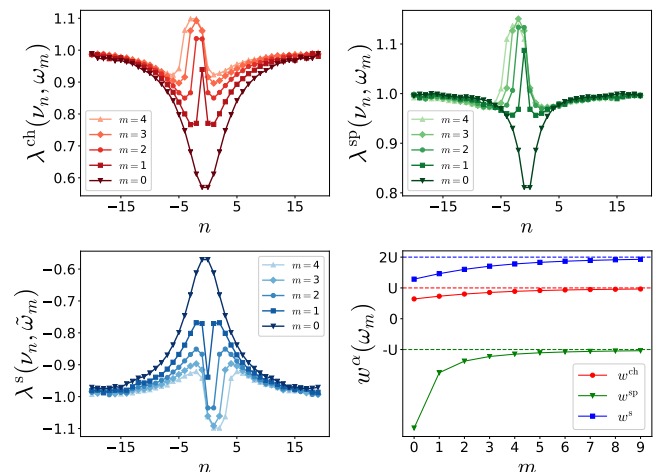 λ^ch(ν_n, ω_m)
1.1
1.0
0.9
0.8
0.7
0.6
m = 4
m = 3
m = 2
m = 1
m = 0
−15
−5
5
15
n
λ^sp(ν_n, ω_m)
1.1
1.0
0.9
0.8
m = 4
m = 3
m = 2
m = 1
m = 0
−15
−5
5
15
n
λ^s(ν_n, ω̃_m)
−0.6
−0.7
−0.8
−0.9
−1.0
−1.1
m = 4
m = 3
m = 2
m = 1
m = 0
−15
−5
5
15
n
w^α(ω_m)
2U
U
0
-U
w^ch
w^sp
w^s
0 1 2 3 4 5 6 7 8 9
m